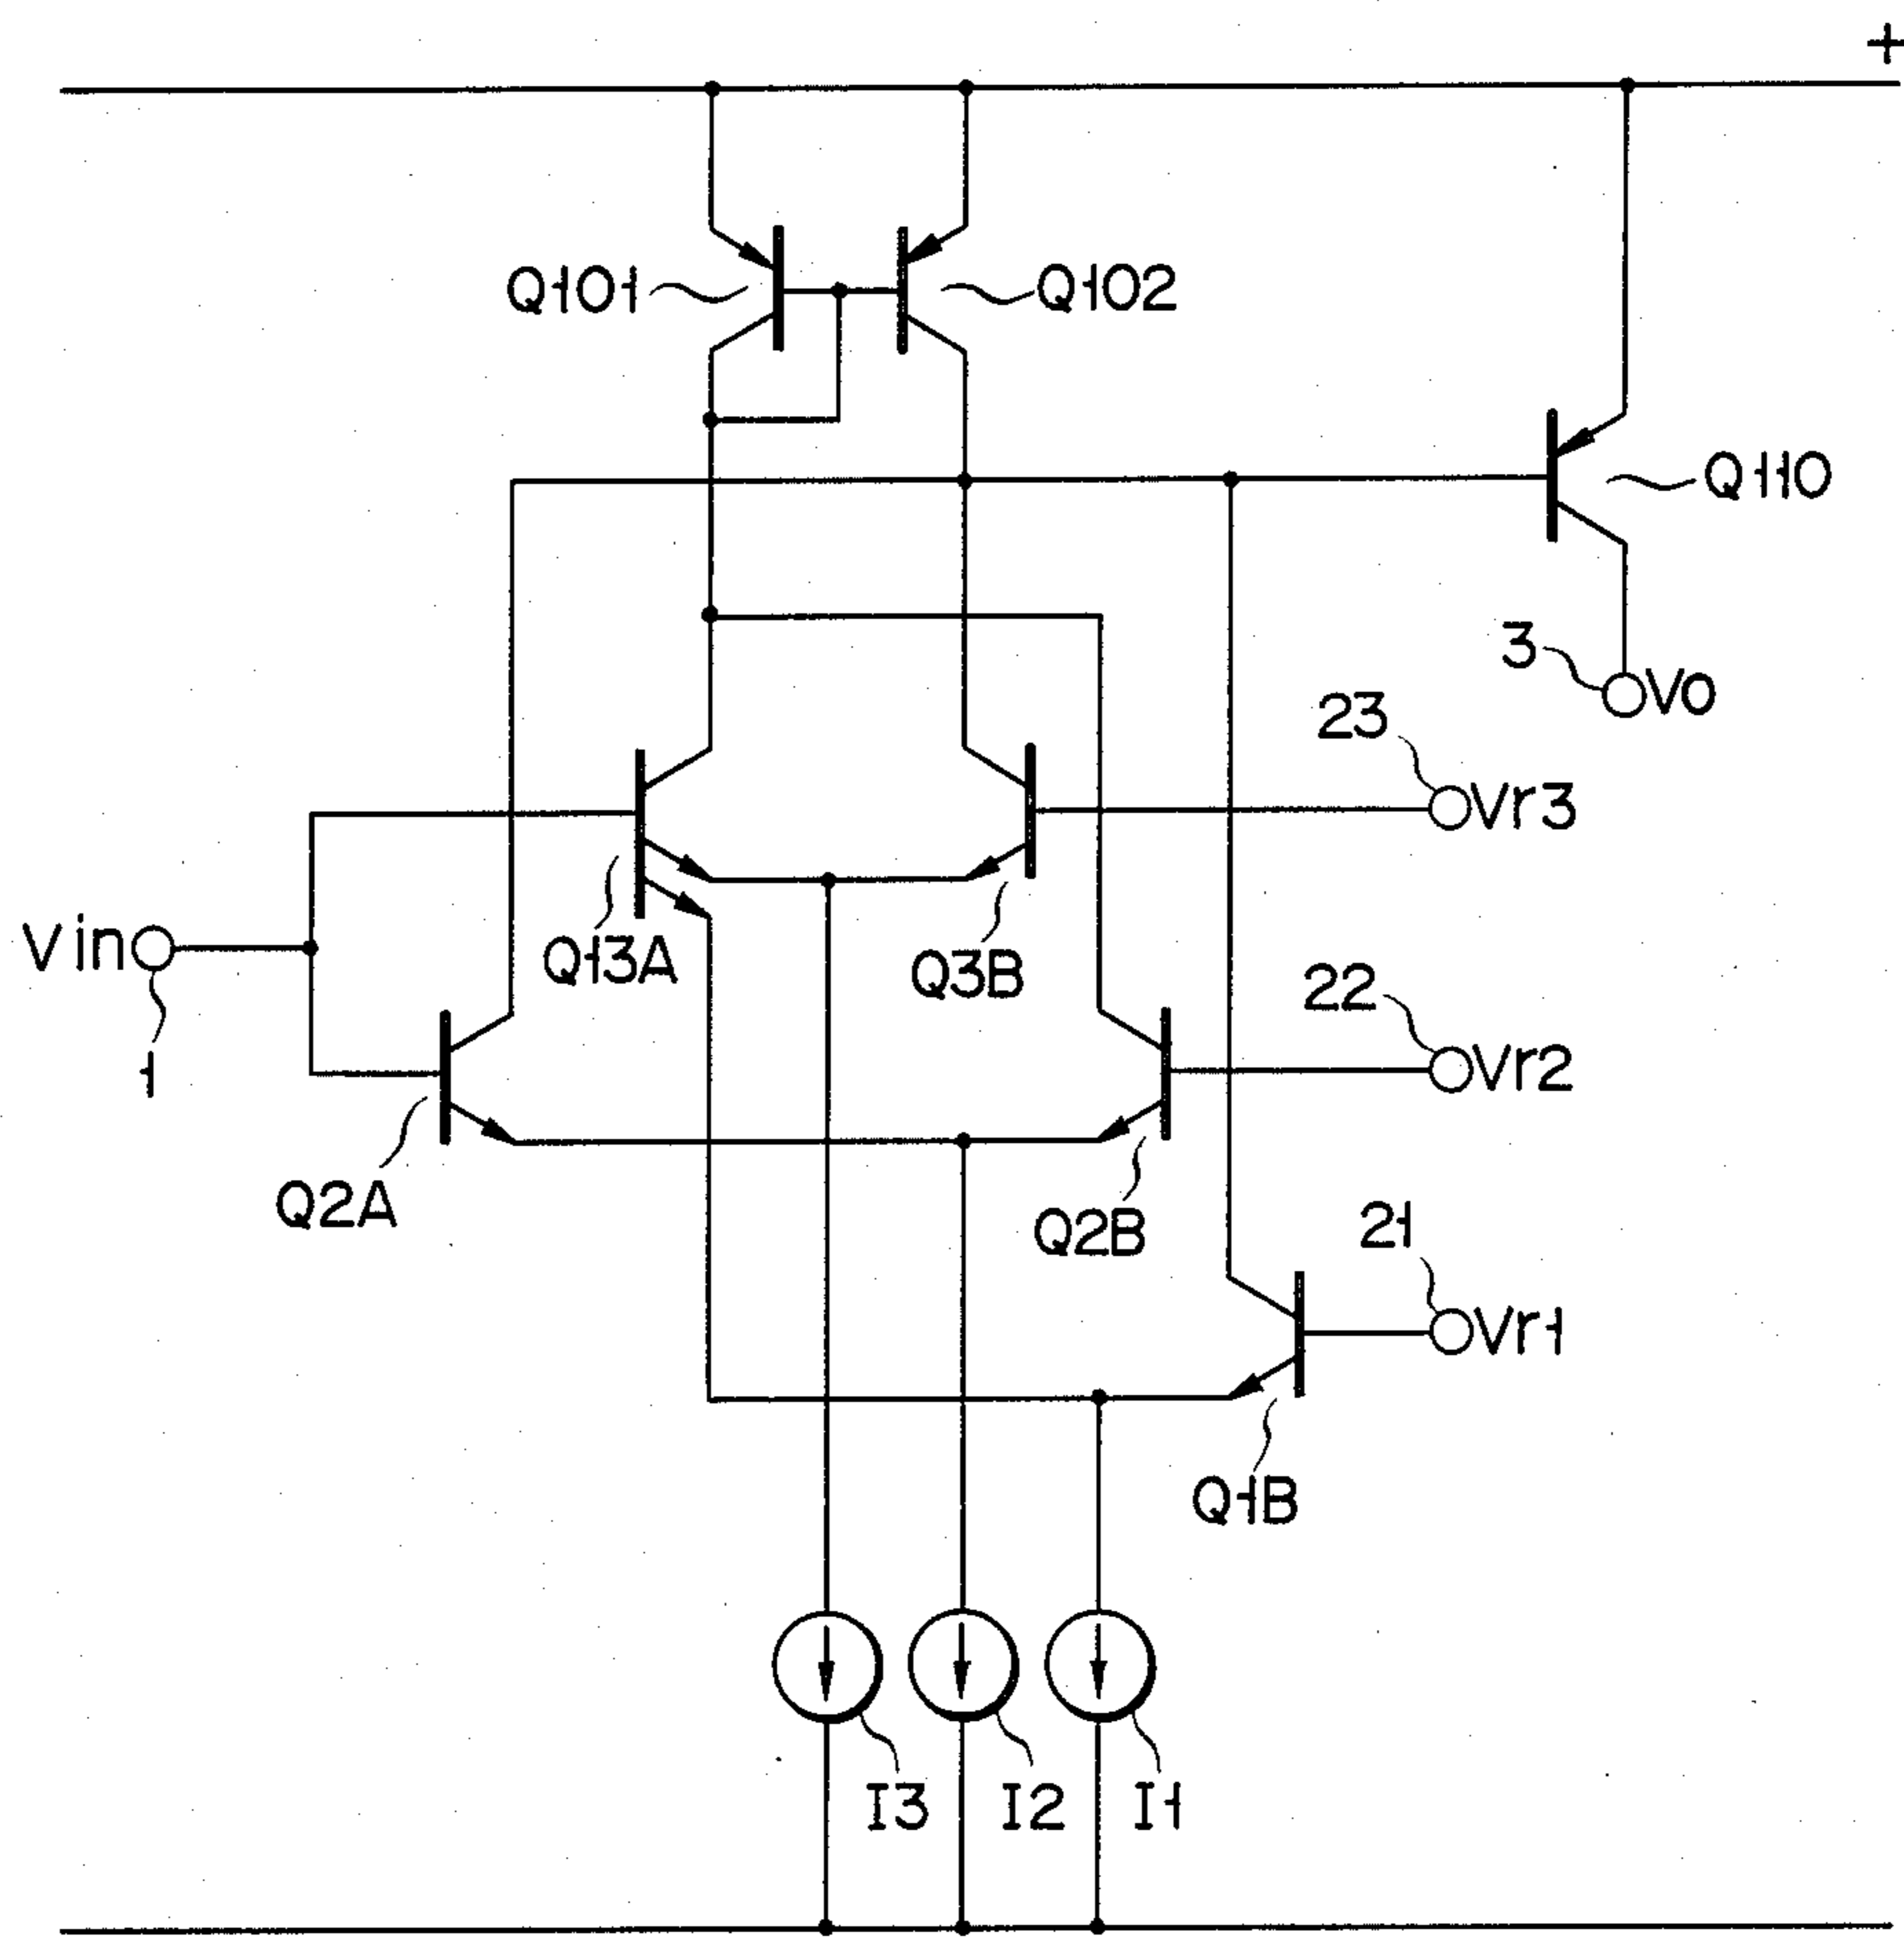 +
Q101
Q102
Q110
3
Vo
23
Vr3
Vin
Q13A
Q3B
22
Vr2
1
Q2A
Q2B
21
Vr1
Q1B
I3
I2
I1